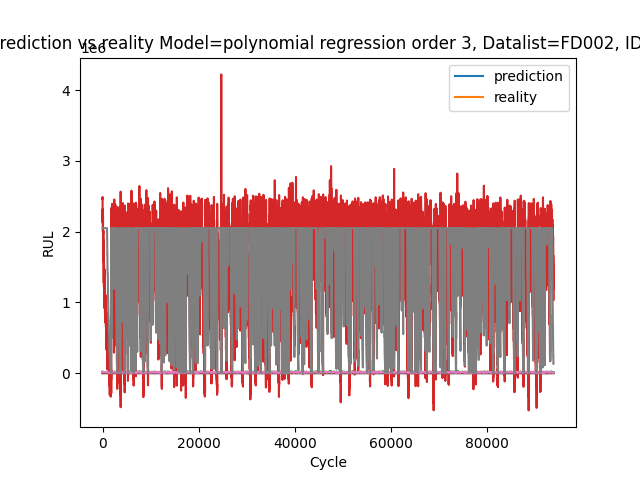 rediction vs reality Model=polynomial regression order 3, Datalist=FD002, ID
1e6
prediction
reality
4
3
2
1
0
RUL
0 20000 40000 60000 80000
Cycle